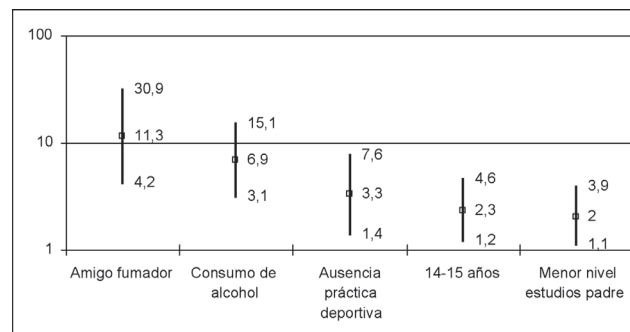 100
30,9
15,1
10
11,3
6,9
7,6
4,2
3,1
3,3
4,6
3,9
2,3
2
1,4
1,2
1,1
1
Amigo fumador
Consumo de
alcohol
Ausencia
práctica
deportiva
14-15 años
Menor nivel
estudios padre